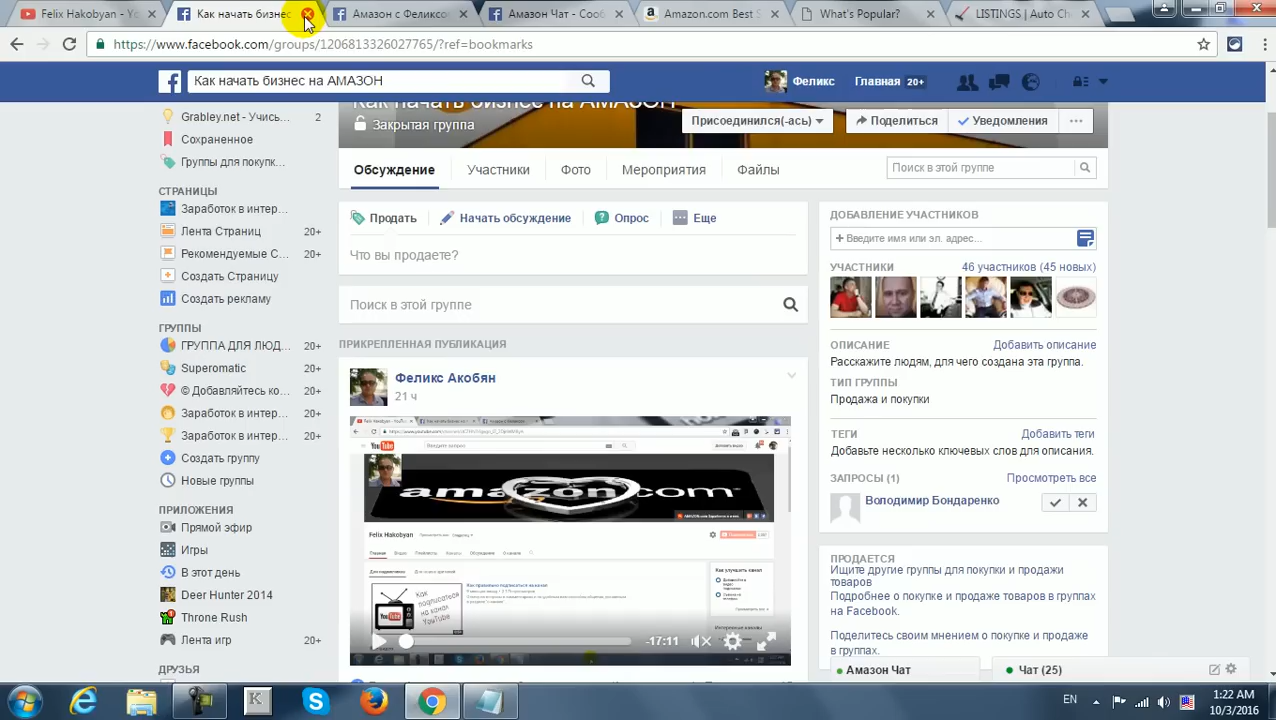 Felix Hakobyan - Yo
Как начать бизнес
Амазон с Феликсо
Амазон Чат - Соо
Amazon.com Best S
What's Popular?
LISTINGS | Auto Ch
https://www.facebook.com/groups/1206813326027765/?ref=bookmarks
Как начать бизнес на АМАЗОН
Феликс
Главная 20+
Grabley.net - Учись... 2
Как начать бизнес на АМАЗОН
Закрытая группа
Присоединился(-ась)
Поделиться
Уведомления
Сохраненное
Группы для покупк...
СТРАНИЦЫ
Заработок в интер...
Лента Страниц 20+
Рекомендуемые С... 20+
Создать Страницу
Создать рекламу
ГРУППЫ
ГРУППА ДЛЯ ЛЮД... 20+
Superomatic 20+
© Добавляйтесь ко... 20+
Заработок в интер... 20+
Заработок в интер... 20+
Создать группу
Новые группы
ПРИЛОЖЕНИЯ
Прямой эфир
Игры
В этот день
Deer Hunter 2014
Throne Rush
Лента игр 20+
ДРУЗЬЯ
Обсуждение
Участники
Фото
Мероприятия
Файлы
Поиск в этой группе
Продать
Начать обсуждение
Опрос
Еще
Что вы продаете?
Поиск в этой группе
ПРИКРЕПЛЕННАЯ ПУБЛИКАЦИЯ
Феликс Акобян
21 ч
amazon.com
Felix Hakobyan
Как подписаться на канал YouTube
-17:11
ДОБАВЛЕНИЕ УЧАСТНИКОВ
+ Введите имя или эл. адрес...
УЧАСТНИКИ 46 участников (45 новых)
ОПИСАНИЕ Добавить описание
Расскажите людям, для чего создана эта группа.
ТИП ГРУППЫ
Продажа и покупки
ТЕГИ Добавить теги
Добавьте несколько ключевых слов для описания.
ЗАПРОСЫ (1) Просмотреть все
Володимир Бондаренко
ПРОДАЕТСЯ
Ищите другие группы для покупки и продажи
товаров
Подробнее о покупке и продаже товаров в группах
на Facebook.
Поделитесь своим мнением о покупке и продаже
в группах.
Амазон Чат
Чат (25)
EN
1:22 AM
10/3/2016